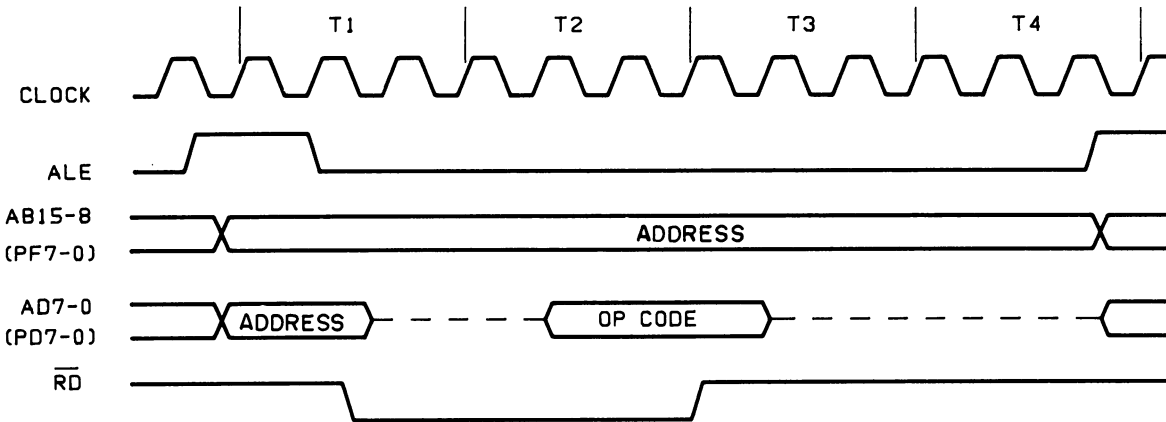 T1 T2 T3 T4
CLOCK
ALE
AB15-8
(PF7-0)
ADDRESS
AD7-0
(PD7-0)
ADDRESS OP CODE
RD